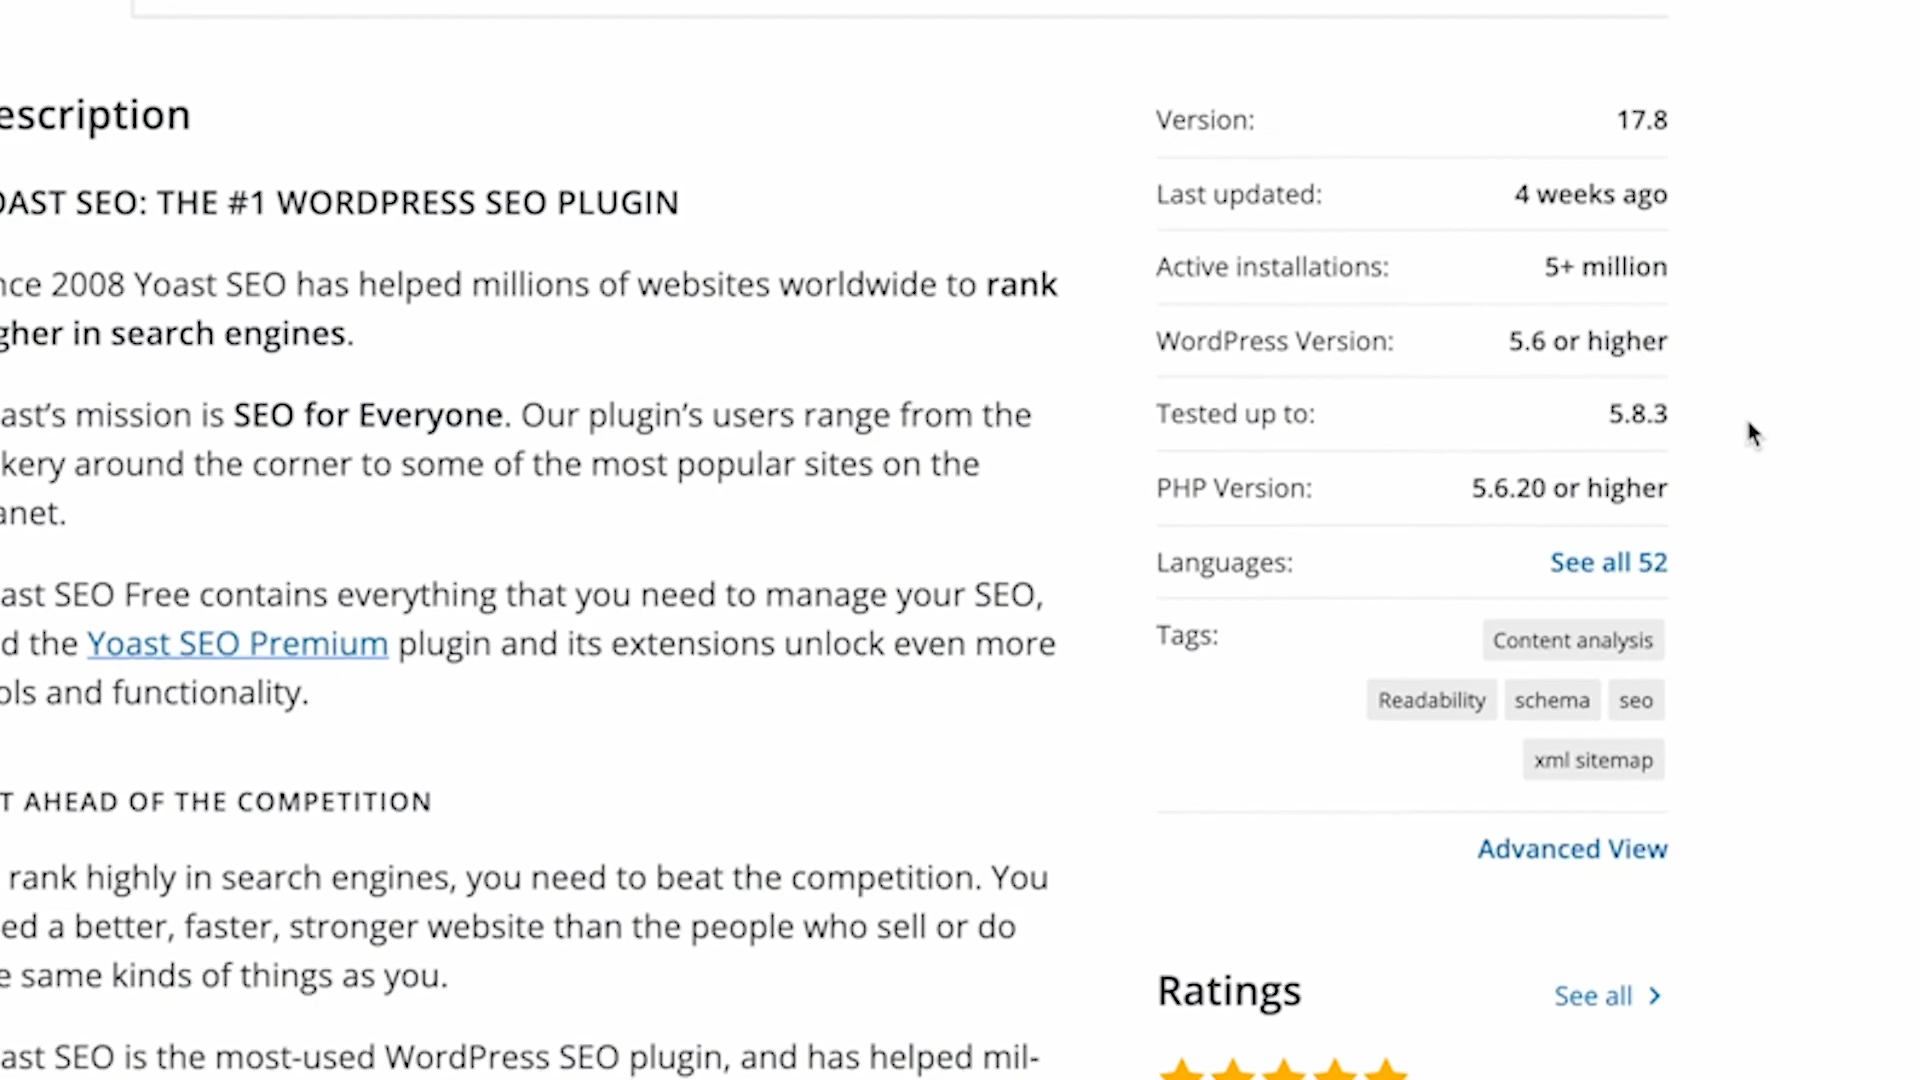 escription
OAST SEO: THE #1 WORDPRESS SEO PLUGIN
nce 2008 Yoast SEO has helped millions of websites worldwide to rank
gher in search engines.
ast’s mission is SEO for Everyone. Our plugin’s users range from the
kery around the corner to some of the most popular sites on the
anet.
ast SEO Free contains everything that you need to manage your SEO,
d the Yoast SEO Premium plugin and its extensions unlock even more
ols and functionality.
T AHEAD OF THE COMPETITION
rank highly in search engines, you need to beat the competition. You
ed a better, faster, stronger website than the people who sell or do
e same kinds of things as you.
ast SEO is the most-used WordPress SEO plugin, and has helped mil-
Version: 17.8
Last updated: 4 weeks ago
Active installations: 5+ million
WordPress Version: 5.6 or higher
Tested up to: 5.8.3
PHP Version: 5.6.20 or higher
Languages: See all 52
Tags: Content analysis
Readability schema seo
xml sitemap
Advanced View
Ratings See all